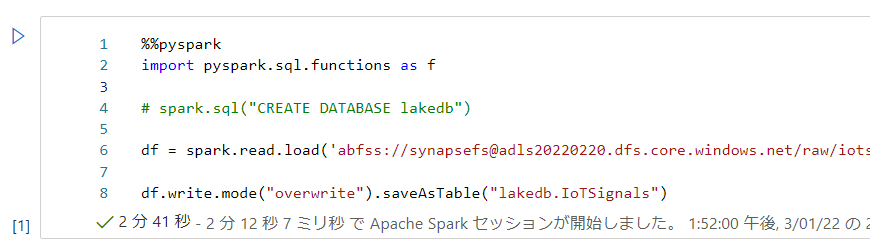 1 %%pyspark
2 import pyspark.sql.functions as f
3
4 # spark.sql("CREATE DATABASE lakedb")
5
6 df = spark.read.load('abfss://synapsefs@adls20220220.dfs.core.windows.net/raw/iots
7
8 df.write.mode("overwrite").saveAsTable("lakedb.IoTSignals")
[1] 2 分 41 秒 - 2 分 12 秒 7 ミリ秒 で Apache Spark セッションが開始しました。 1:52:00 午後, 3/01/22 の 2